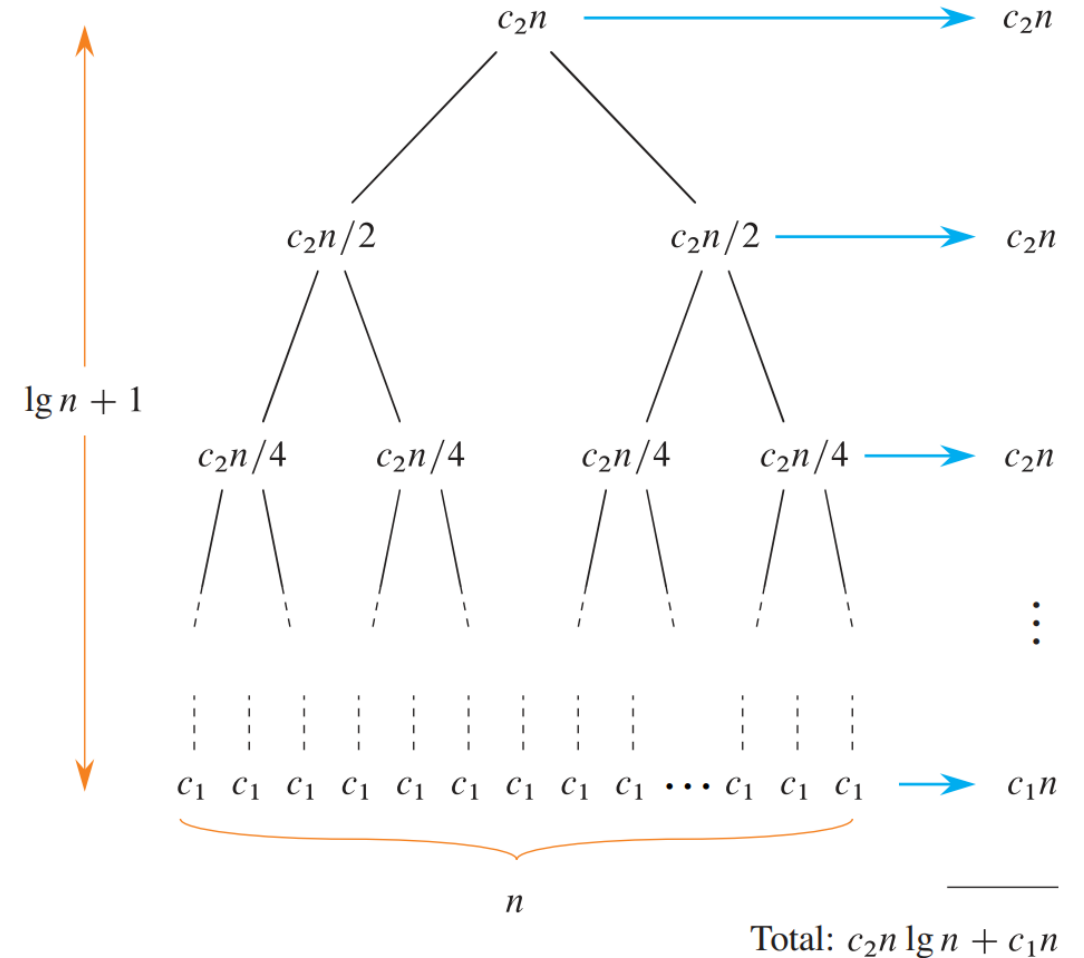 c₂n c₂n
c₂n/2 c₂n/2 c₂n
lg n + 1
c₂n/4 c₂n/4 c₂n/4 c₂n/4 c₂n
⋮
c₁ c₁ c₁ c₁ c₁ c₁ c₁ c₁ c₁ ⋯ c₁ c₁ c₁ c₁n
n
Total: c₂n lg n + c₁n